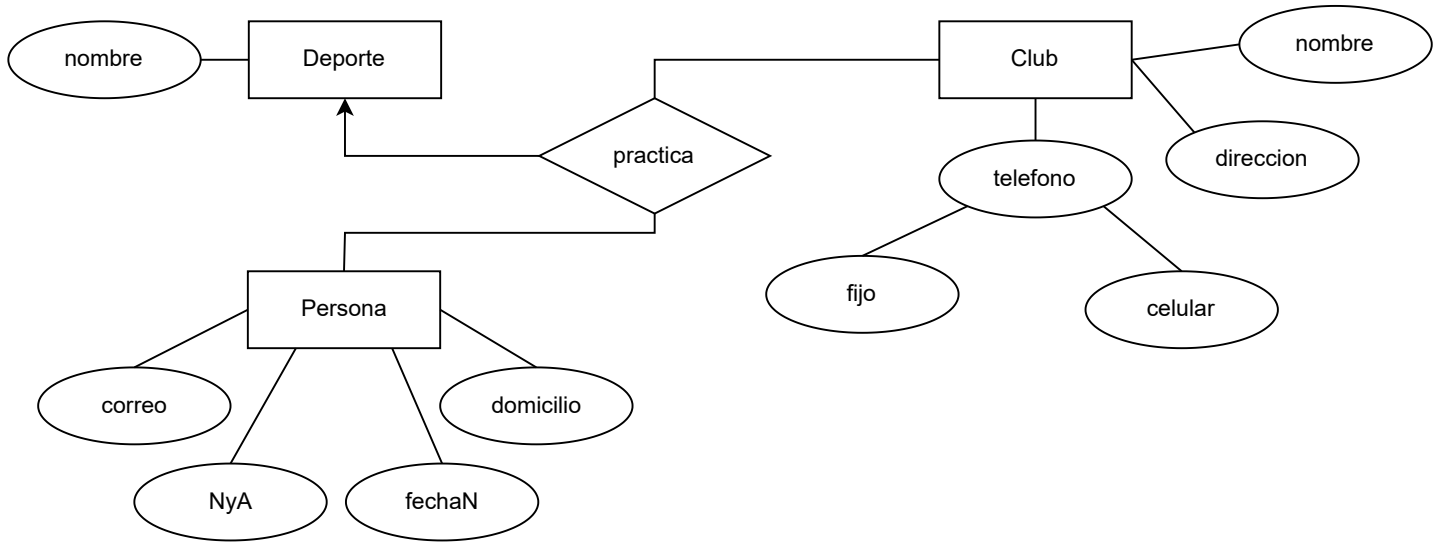 nombre
Deporte
Club
nombre
practica
direccion
telefono
fijo
celular
Persona
correo
domicilio
NyA
fechaN